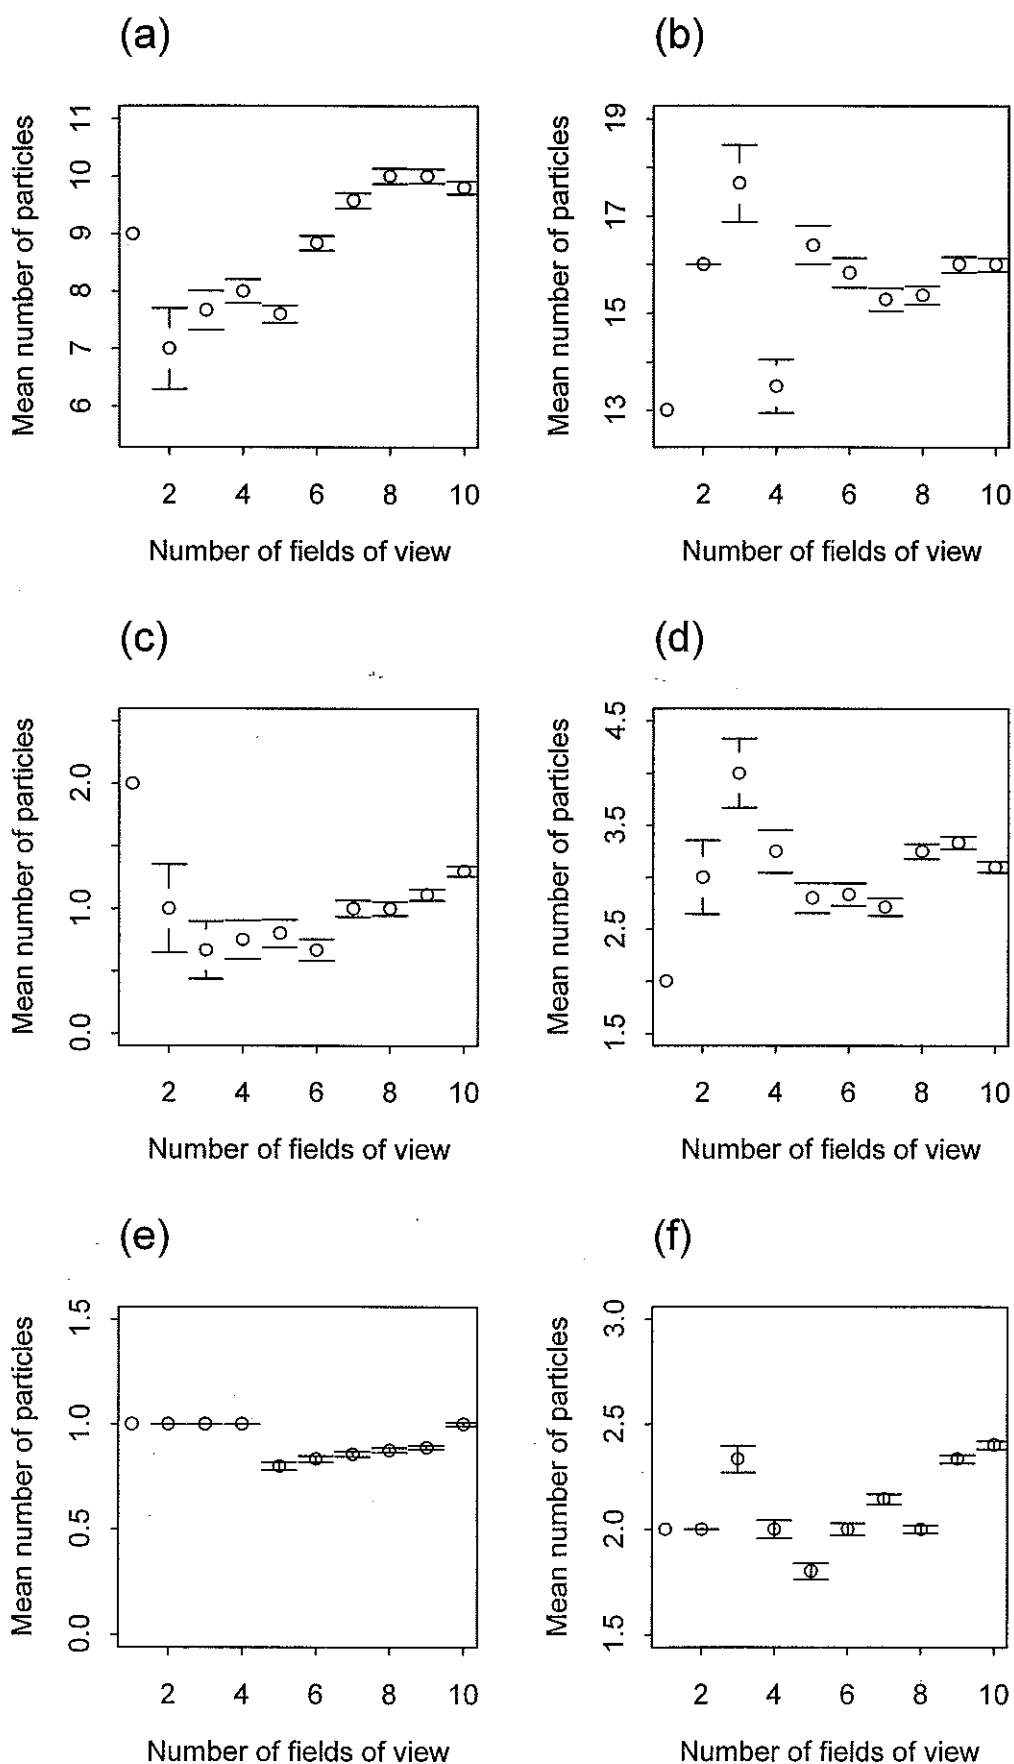 (a)
(b)
Mean number of particles
6 7 8 9 10 11
2 4 6 8 10
Number of fields of view
Mean number of particles
13 15 17 19
2 4 6 8 10
Number of fields of view
(c)
(d)
Mean number of particles
0.0 1.0 2.0
2 4 6 8 10
Number of fields of view
Mean number of particles
1.5 2.5 3.5 4.5
2 4 6 8 10
Number of fields of view
(e)
(f)
Mean number of particles
0.0 0.5 1.0 1.5
2 4 6 8 10
Number of fields of view
Mean number of particles
1.5 2.0 2.5 3.0
2 4 6 8 10
Number of fields of view